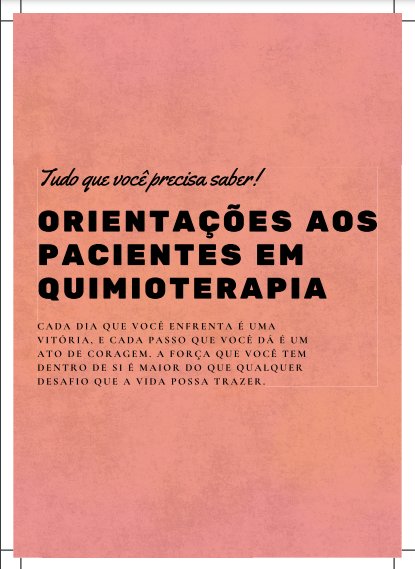 Tudo que você precisa saber!
ORIENTAÇÕES AOS
PACIENTES EM
QUIMIOTERAPIA
CADA DIA QUE VOCÊ ENFRENTA É UMA
VITÓRIA, E CADA PASSO QUE VOCÊ DÁ É UM
ATO DE CORAGEM. A FORÇA QUE VOCÊ TEM
DENTRO DE SI É MAIOR DO QUE QUALQUER
DESAFIO QUE A VIDA POSSA TRAZER.